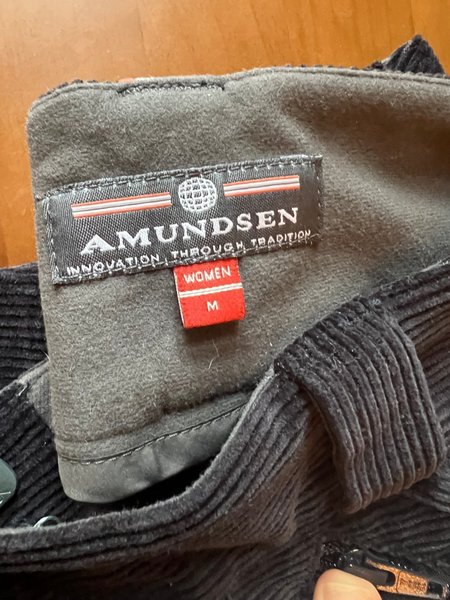 AMUNDSEN
INNOVATION THROUGH TRADITION
WOMEN
M